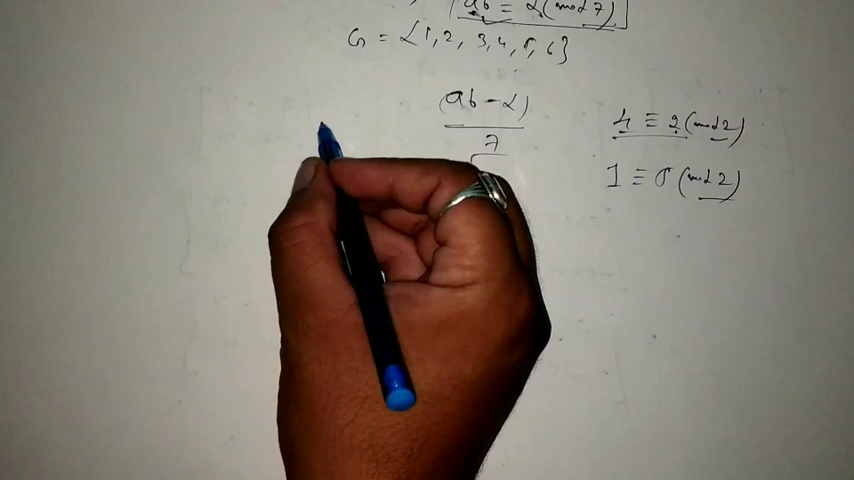 ab ≡ α (mod 7)
G = {1, 2, 3, 4, 5, 6}
(ab - α)
7
4 ≡ 2 (mod 2)
1 ≡ 5 (mod 2)